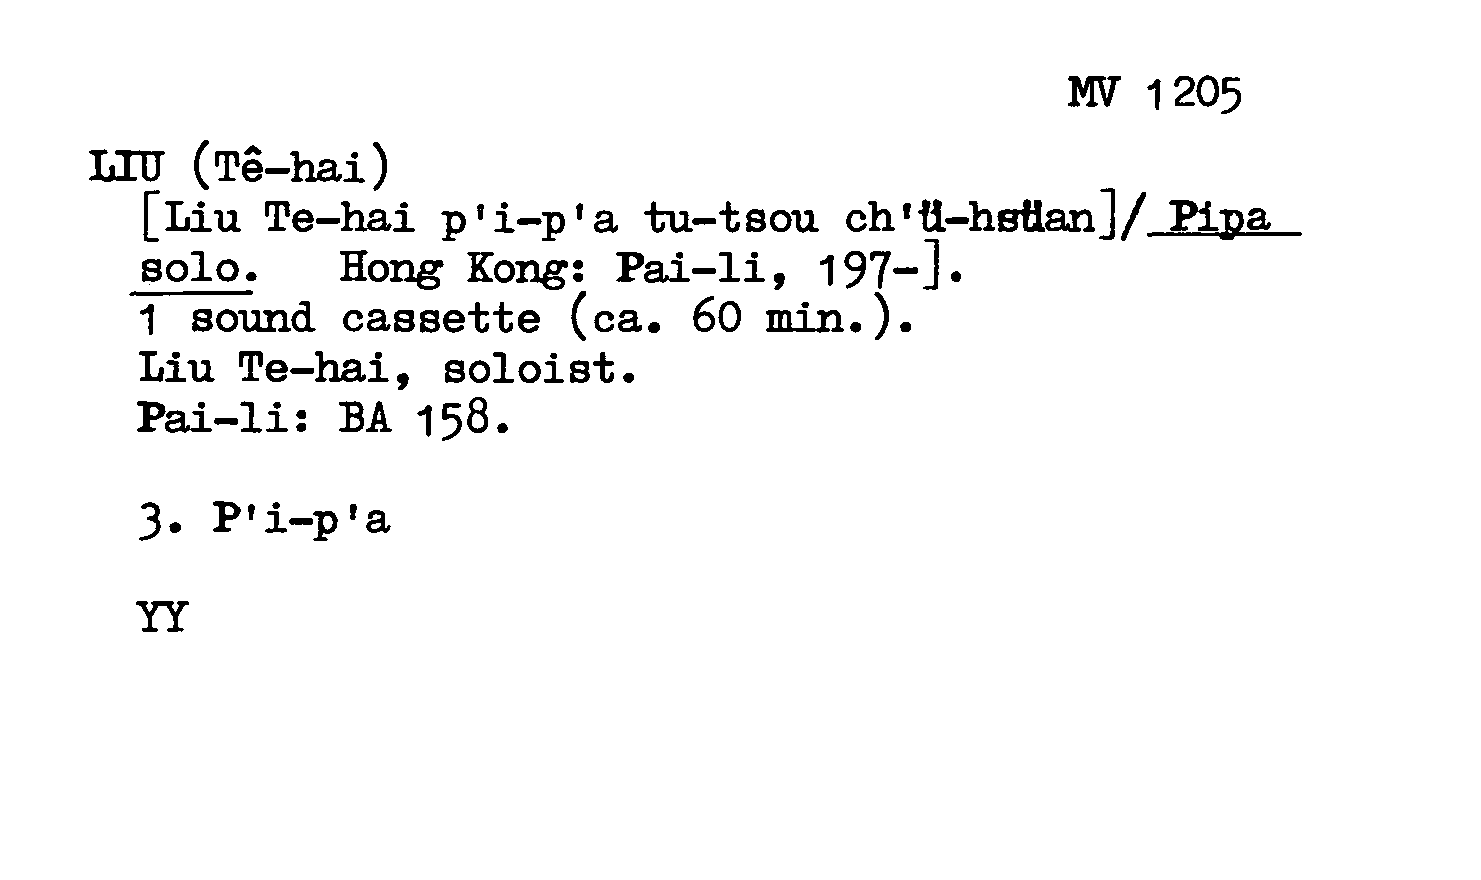 MV 1205
LIU (Tê-hai)
[Liu Te-hai p'i-p'a tu-tsou ch'ü-hsüan]/ Pipa
solo. Hong Kong: Pai-li, 197-].
1 sound cassette (ca. 60 min.).
Liu Te-hai, soloist.
Pai-li: BA 158.
3. P'i-p'a
YY